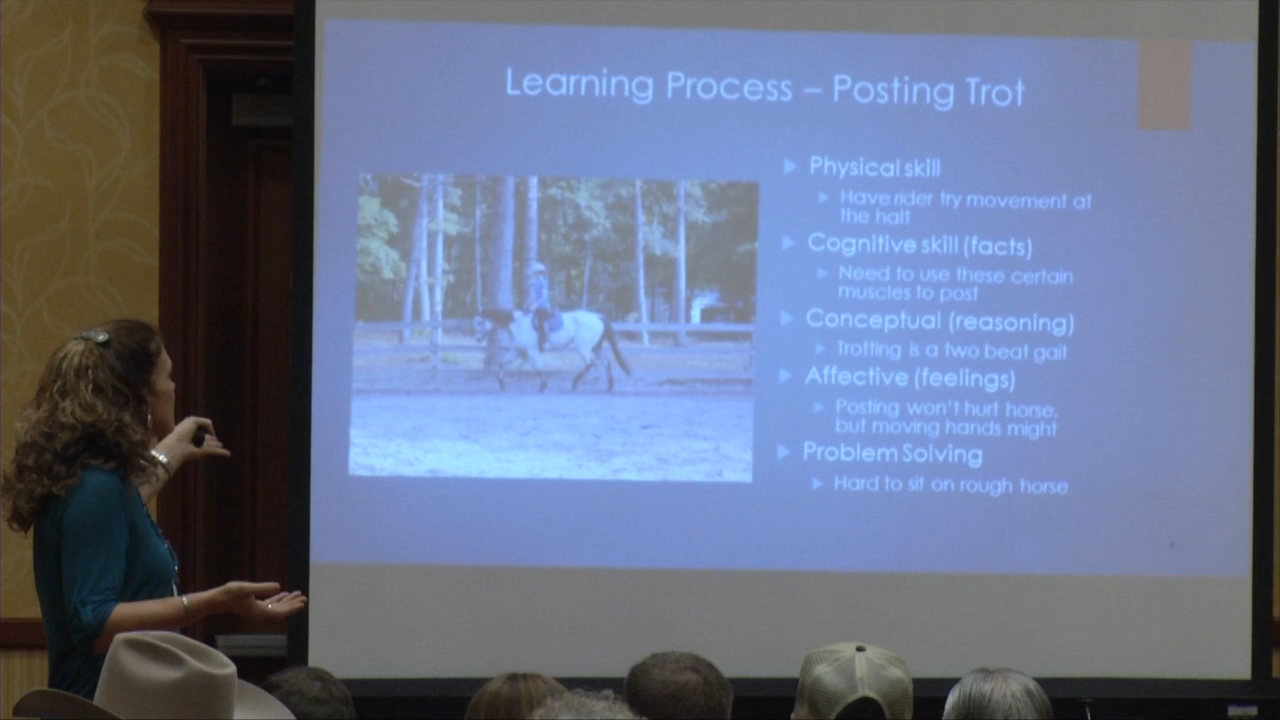 Learning Process – Posting Trot
Physical skill
Have rider try movement at
the halt
Cognitive skill (facts)
Need to use these certain
muscles to post
Conceptual (reasoning)
Trotting is a two beat gait
Affective (feelings)
Posting won't hurt horse,
but moving hands might
Problem Solving
Hard to sit on rough horse